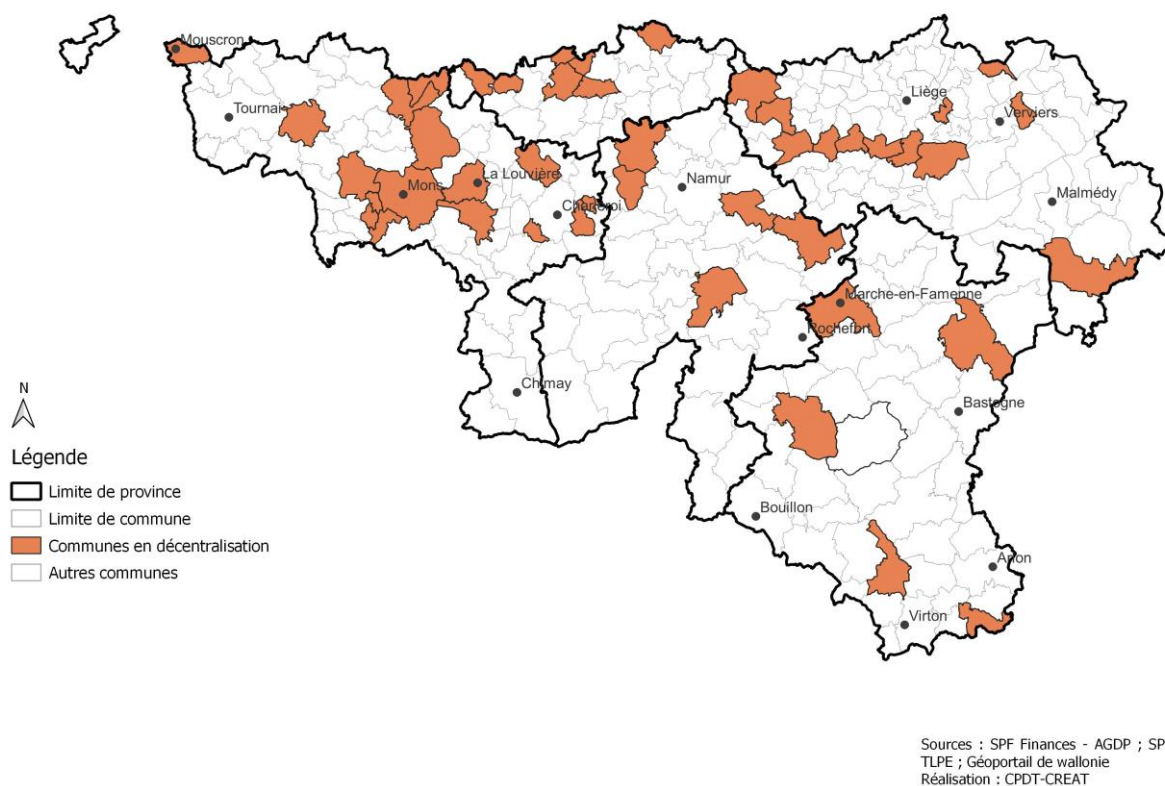 Mouscron
Tournai
Mons
La Louvière
Charleroi
Namur
Liège
Verviers
Malmédy
Marche-en-Famenne
Rochefort
Chimay
Bastogne
Bouillon
Arlon
Virton
N
Légende
Limite de province
Limite de commune
Communes en décentralisation
Autres communes
Sources : SPF Finances - AGDP ; SP
TLPE ; Géoportail de wallonie
Réalisation : CPDT-CREAT